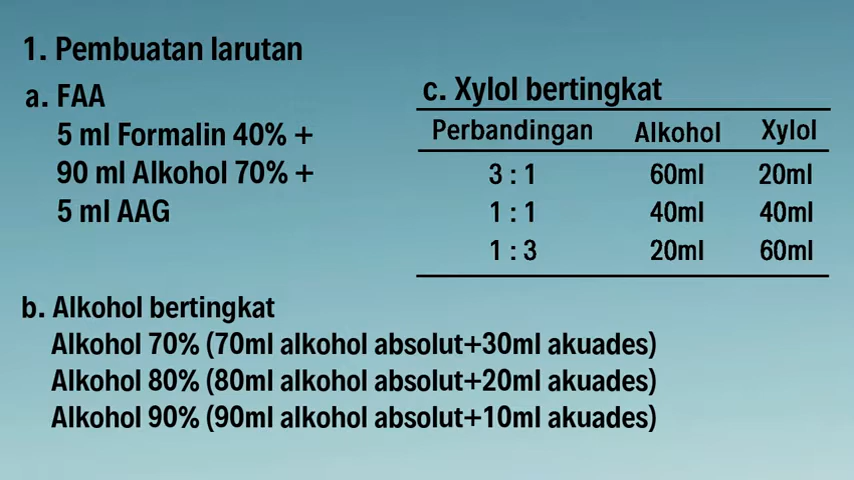 1. Pembuatan larutan
a. FAA
5 ml Formalin 40% +
90 ml Alkohol 70% +
5 ml AAG
b. Alkohol bertingkat
Alkohol 70% (70ml alkohol absolut+30ml akuades)
Alkohol 80% (80ml alkohol absolut+20ml akuades)
Alkohol 90% (90ml alkohol absolut+10ml akuades)
c. Xylol bertingkat
Perbandingan Alkohol Xylol
3 : 1 60ml 20ml
1 : 1 40ml 40ml
1 : 3 20ml 60ml